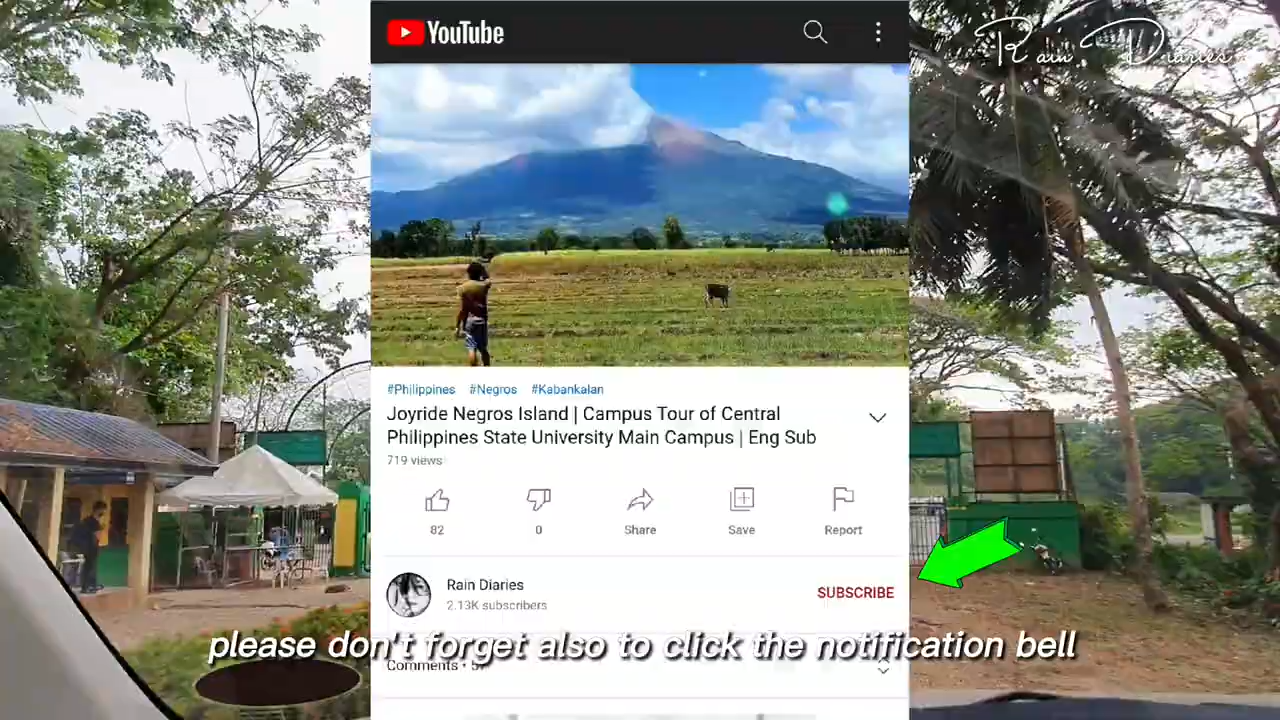 YouTube
Rain Diaries
#Philippines #Negros #Kabankalan
Joyride Negros Island | Campus Tour of Central
Philippines State University Main Campus | Eng Sub
719 views
82
0
Share
Save
Report
Rain Diaries
2.13K subscribers
SUBSCRIBE
please don't forget also to click the notification bell
Comments •